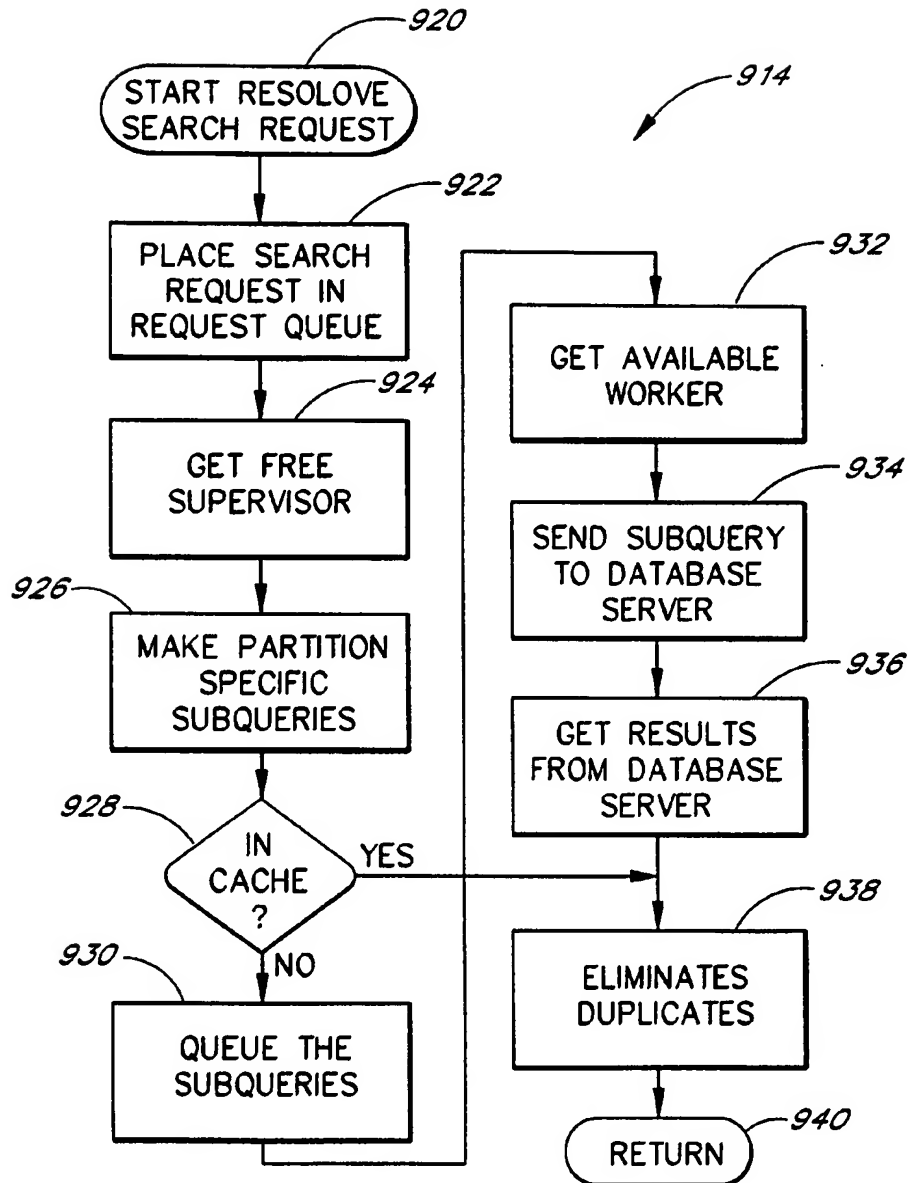 920
START RESOLOVE
SEARCH REQUEST
914
922
PLACE SEARCH
REQUEST IN
REQUEST QUEUE
924
GET FREE
SUPERVISOR
926
MAKE PARTITION
SPECIFIC
SUBQUERIES
928
IN
CACHE
?
YES
NO
930
QUEUE THE
SUBQUERIES
932
GET AVAILABLE
WORKER
934
SEND SUBQUERY
TO DATABASE
SERVER
936
GET RESULTS
FROM DATABASE
SERVER
938
ELIMINATES
DUPLICATES
940
RETURN